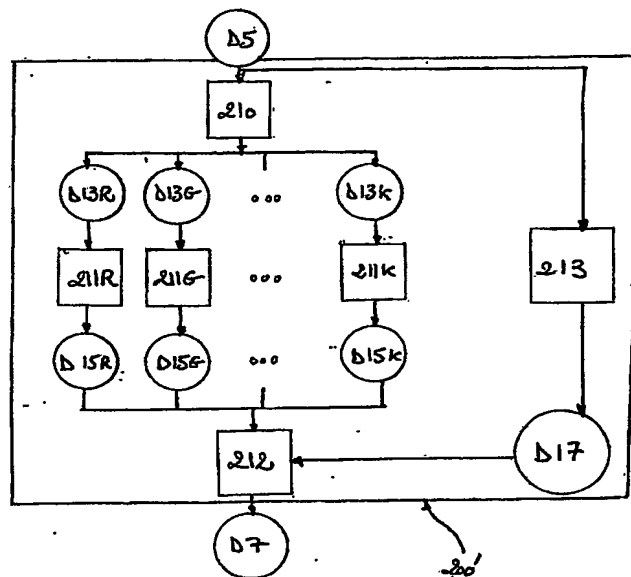 D5
210
D13R D13G ... D13K
211R 211G ... 211K 213
D15R D15G ... D15K
212 D17
D7 200'